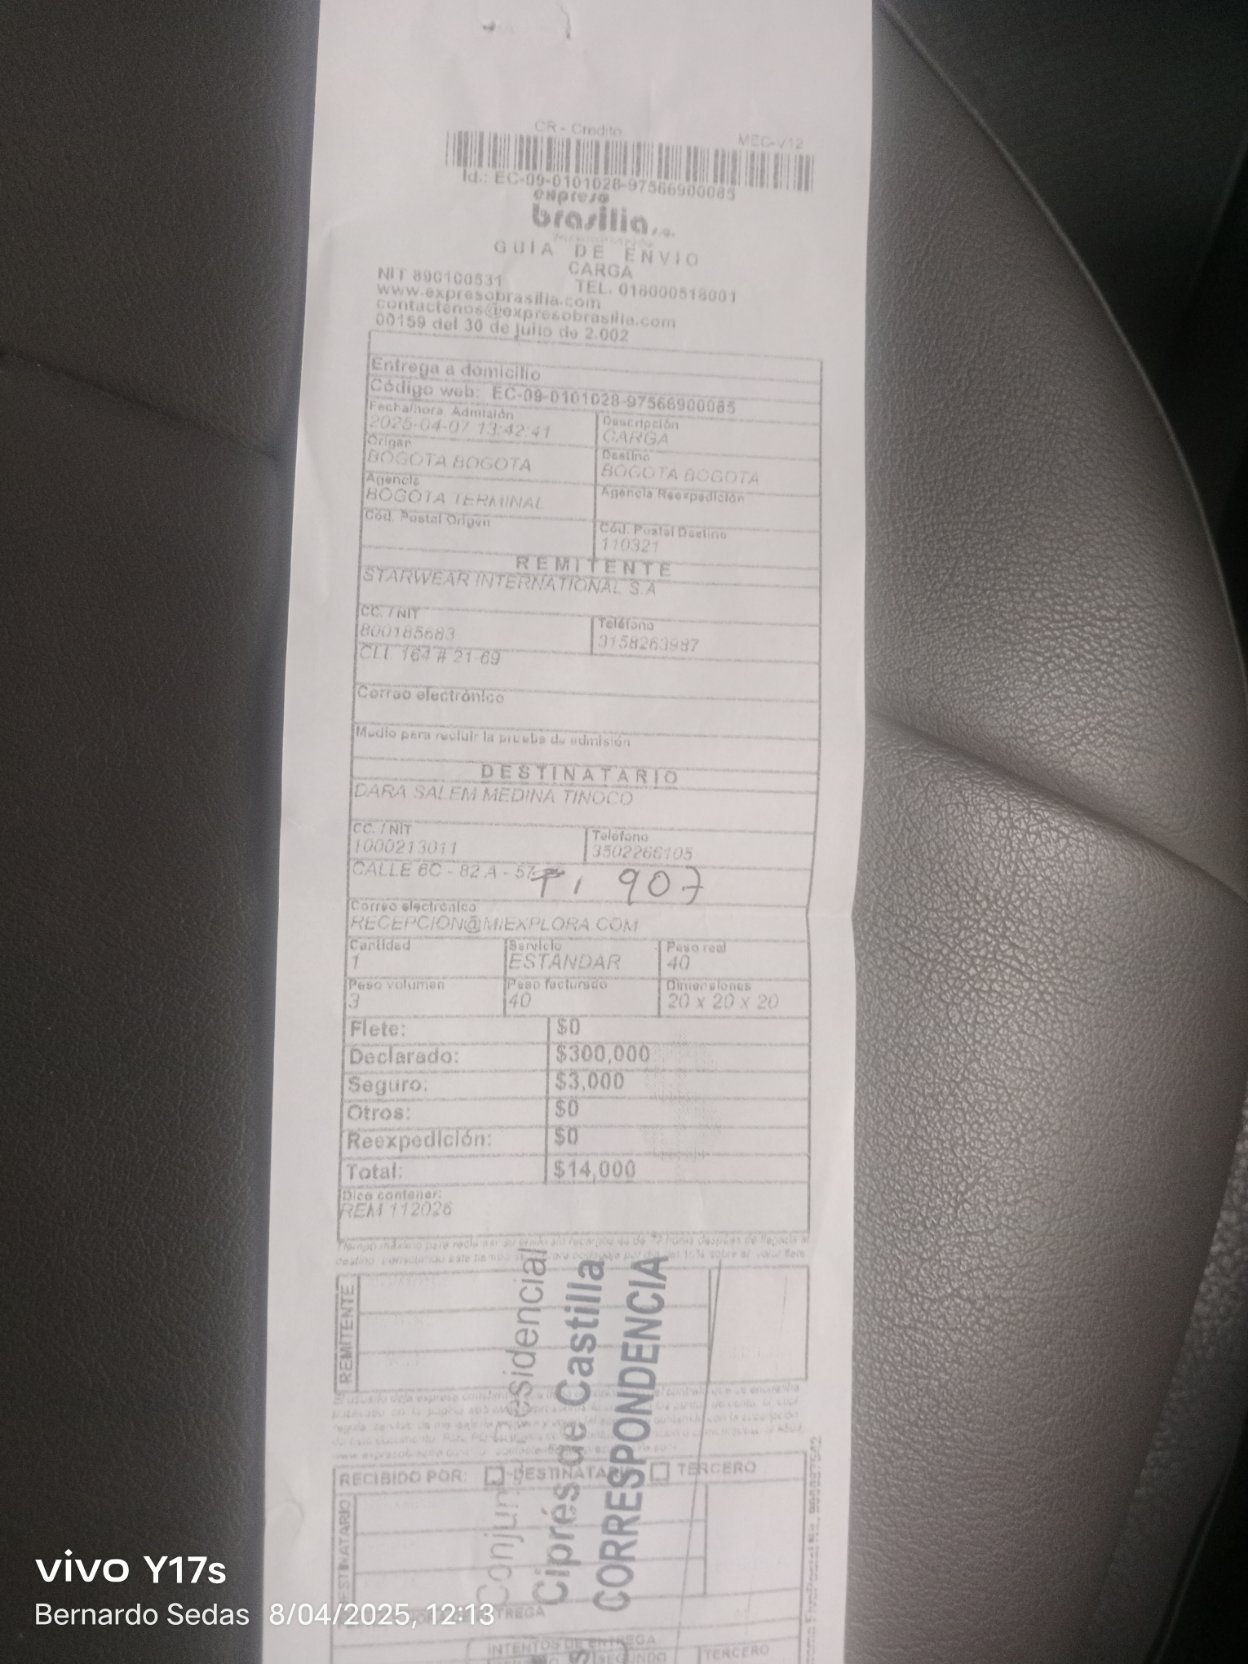 CR - Credito
MEC-V12
Id.: EC-09-0101028-97566900085
expreso
brasilia s.a.
GUIA DE ENVIO
CARGA
NIT 890100531
TEL. 018000518001
www.expresobrasilia.com
contactenos@expresobrasilia.com
00159 del 30 de julio de 2.002
Entrega a domicilio
Código web: EC-09-0101028-97566900085
Fecha/hora Admisión
2025-04-07 13:42:41
Descripción
CARGA
Origen
BOGOTA BOGOTA
Destino
BOGOTA BOGOTA
Agencia
BOGOTA TERMINAL
Agencia Reexpedición
Cód. Postal Origen
Cód. Postal Destino
110321
REMITENTE
STARWEAR INTERNATIONAL S.A
CC. / NIT
800185683
Teléfono
3158263987
CLL 164 # 21-69
Correo electrónico
Medio para recibir la prueba de admisión
DESTINATARIO
DARA SALEM MEDINA TINOCO
CC. / NIT
1000213011
Telefono
3502266105
CALLE 6C - 82 A - 57
907
Correo electrónico
RECEPCION@MIEXPLORA.COM
Cantidad
1
Servicio
ESTÁNDAR
Peso real
40
Peso volumen
3
Peso facturado
40
Dimensiones
20 x 20 x 20
Flete: $0
Declarado: $300,000
Seguro: $3,000
Otros: $0
Reexpedición: $0
Total: $14,000
Dice contener:
REM 112026
REMITENTE
Conjun esidencial
Ciprés de Castilla
CORRESPONDENCIA
RECIBIDO POR: DESTINATA TERCERO
DESTINATARIO
INTENTOS DE ENTREGA
SEGUNDO
TERCERO
vivo Y17s
Bernardo Sedas 8/04/2025, 12:13